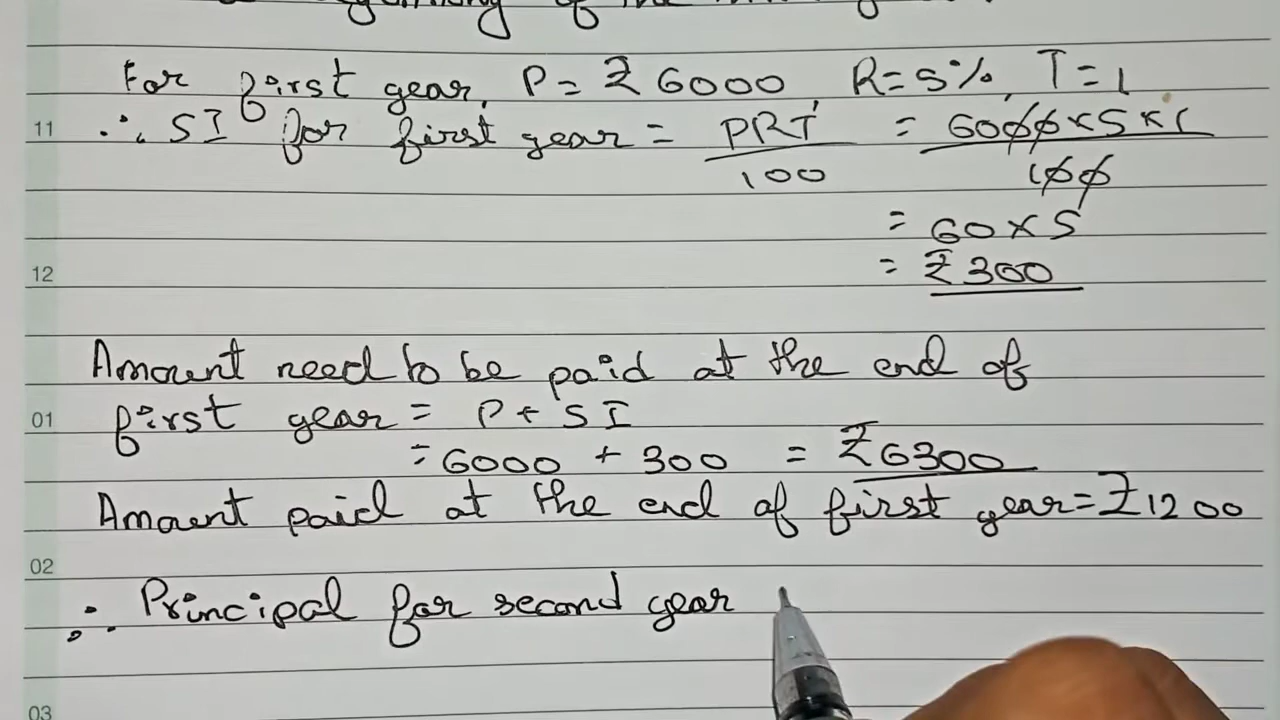 of the
For first year, P = ₹ 6000, R = 5%, T = 1
11 ∴ SI for first year = PRT / 100 = 6000 x 5 x 1 / 100
= 60 x 5
12 = ₹ 300
Amount need to be paid at the end of
01 first year = P + SI
= 6000 + 300 = ₹6300
Amount paid at the end of first year = ₹1200
02
∴ Principal for second year
03